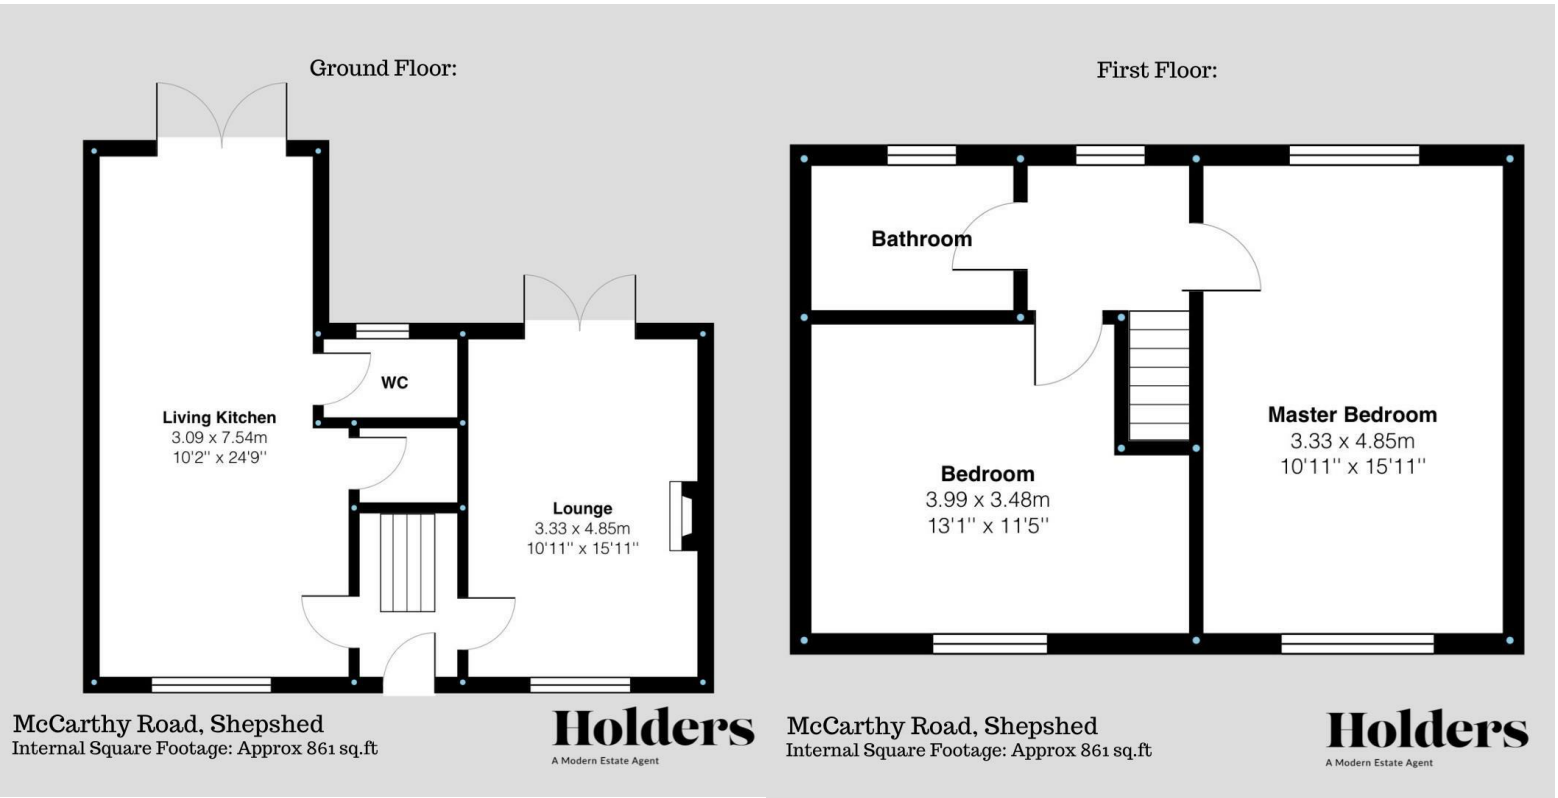 Ground Floor:
WC
Living Kitchen
3.09 x 7.54m
10'2'' x 24'9''
Lounge
3.33 x 4.85m
10'11'' x 15'11''
McCarthy Road, Shepshed
Internal Square Footage: Approx 861 sq.ft
Holders
A Modern Estate Agent
First Floor:
Bathroom
Master Bedroom
3.33 x 4.85m
10'11'' x 15'11''
Bedroom
3.99 x 3.48m
13'1'' x 11'5''
McCarthy Road, Shepshed
Internal Square Footage: Approx 861 sq.ft
Holders
A Modern Estate Agent